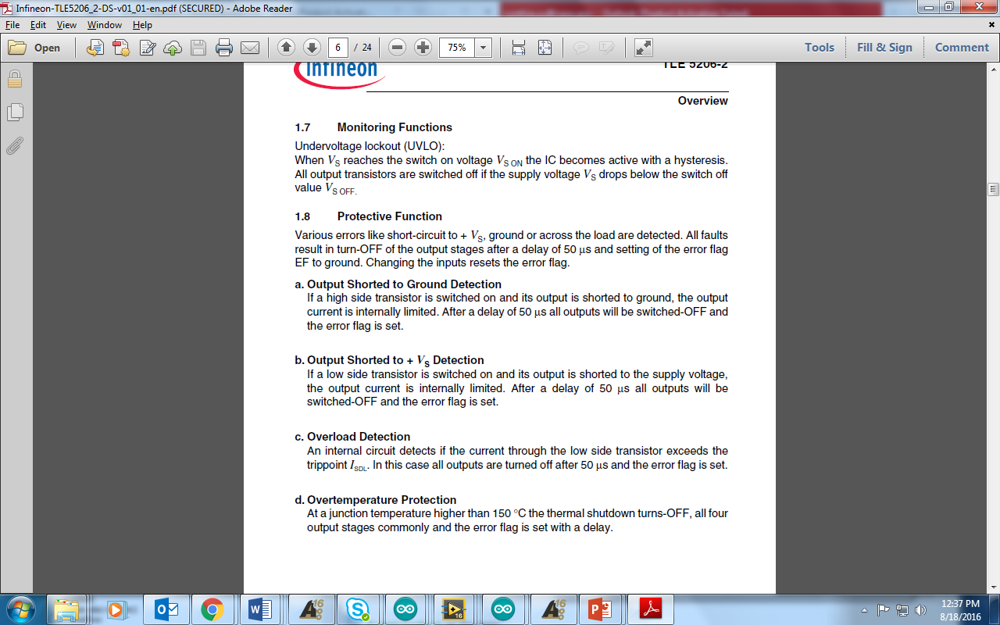 Infineon-TLE5206_2-DS-v01_01-en.pdf (SECURED) - Adobe Reader
File Edit View Window Help
Open 6 / 24 75% Tools Fill & Sign Comment
infineon TLE 5206-2
Overview
1.7 Monitoring Functions
Undervoltage lockout (UVLO):
When VS reaches the switch on voltage VS ON the IC becomes active with a hysteresis.
All output transistors are switched off if the supply voltage VS drops below the switch off
value VS OFF.
1.8 Protective Function
Various errors like short-circuit to + VS, ground or across the load are detected. All faults
result in turn-OFF of the output stages after a delay of 50 μs and setting of the error flag
EF to ground. Changing the inputs resets the error flag.
a. Output Shorted to Ground Detection
If a high side transistor is switched on and its output is shorted to ground, the output
current is internally limited. After a delay of 50 μs all outputs will be switched-OFF and
the error flag is set.
b. Output Shorted to + VS Detection
If a low side transistor is switched on and its output is shorted to the supply voltage,
the output current is internally limited. After a delay of 50 μs all outputs will be
switched-OFF and the error flag is set.
c. Overload Detection
An internal circuit detects if the current through the low side transistor exceeds the
trippoint ISDL. In this case all outputs are turned off after 50 μs and the error flag is set.
d. Overtemperature Protection
At a junction temperature higher than 150 °C the thermal shutdown turns-OFF, all four
output stages commonly and the error flag is set with a delay.
12:37 PM
8/18/2016